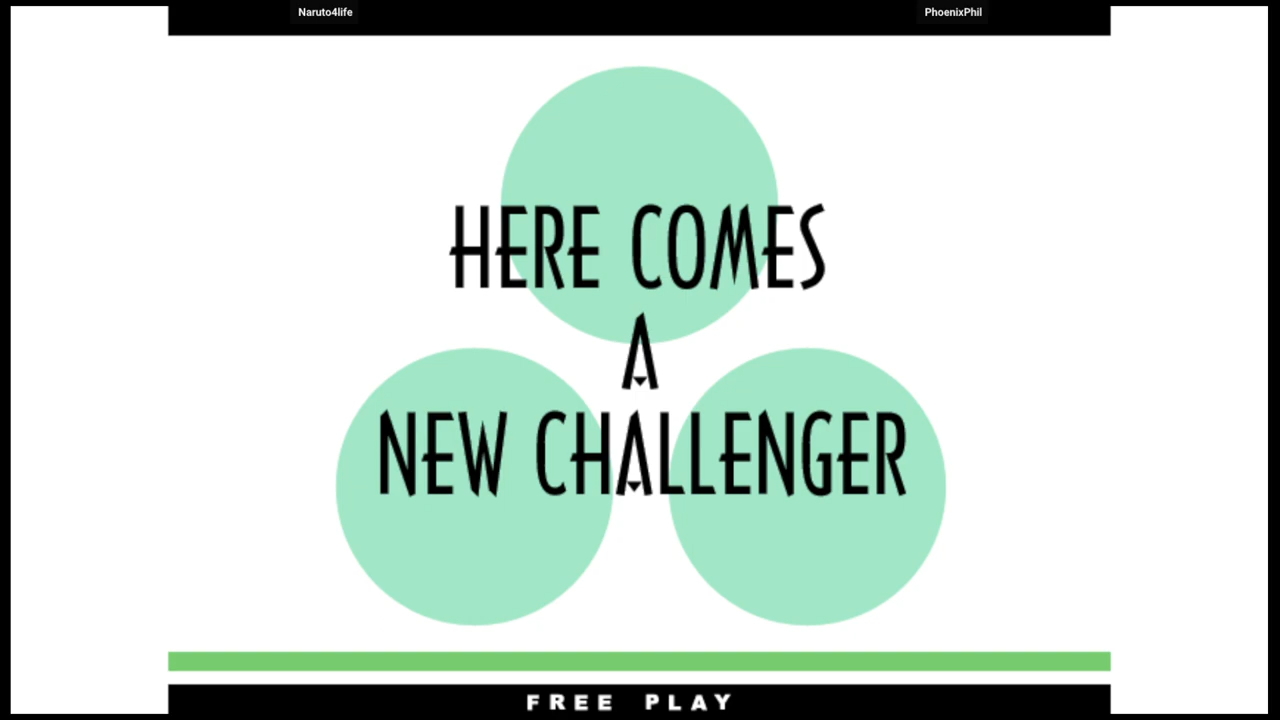 Naruto4life
PhoenixPhil
HERE COMES
A
NEW CHALLENGER
FREE PLAY